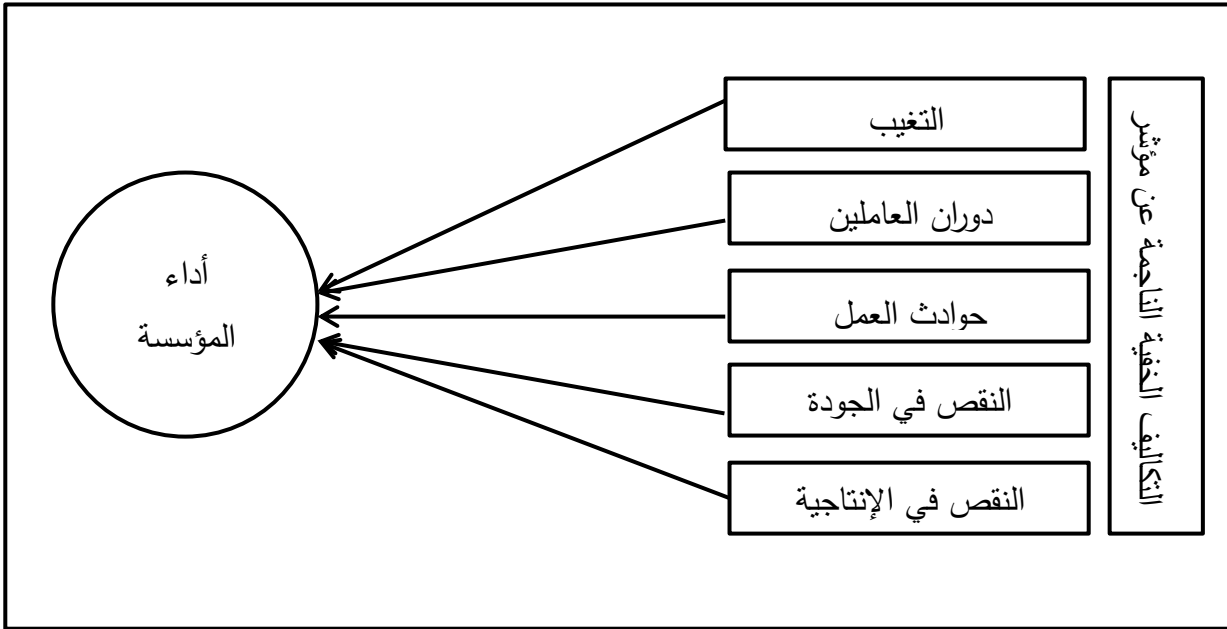 التكاليف الخفية الناجمة عن مؤشر
التغيب
دوران العاملين
حوادث العمل
النقص في الجودة
النقص في الإنتاجية
أداء
المؤسسة